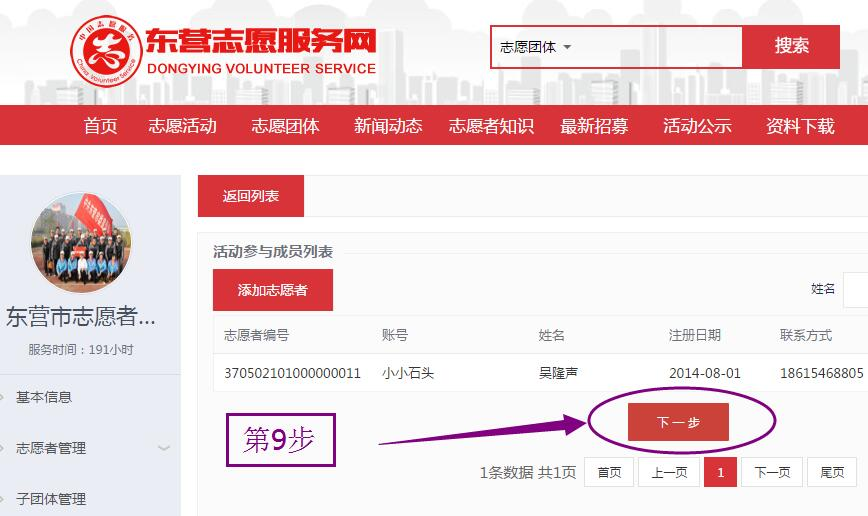 中国志愿服务
China Volunteer Service
东营志愿服务网
DONGYING VOLUNTEER SERVICE
志愿团体
搜索
首页 志愿活动 志愿团体 新闻动态 志愿者知识 最新招募 活动公示 资料下载
返回列表
活动参与成员列表
添加志愿者
姓名
东营市志愿者...
服务时间：191小时
志愿者编号 账号 姓名 注册日期 联系方式
370502101000000011 小小石头 吴隆声 2014-08-01 18615468805
基本信息
志愿者管理
子团体管理
第9步
下一步
1条数据 共1页 首页 上一页 1 下一页 尾页